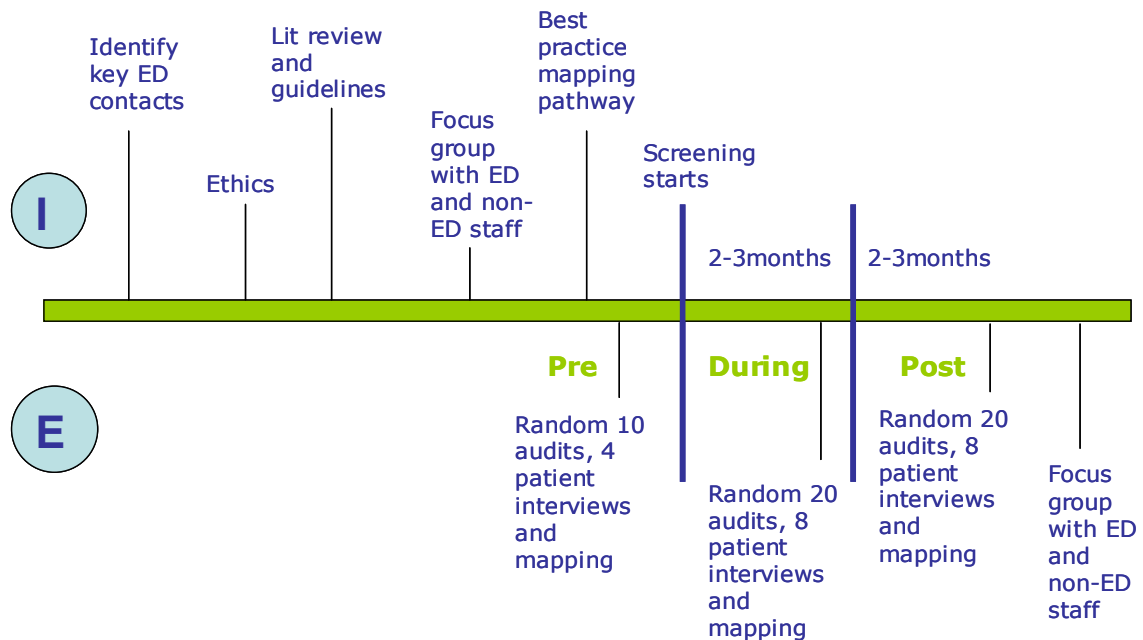 Identify
key ED
contacts
Ethics
Lit review
and
guidelines
Focus
group
with ED
and non-
ED staff
Best
practice
mapping
pathway
Screening
starts
I
2-3months
2-3months
E
Pre
During
Post
Random 10
audits, 4
patient
interviews
and
mapping
Random 20
audits, 8
patient
interviews
and
mapping
Random 20
audits, 8
patient
interviews
and
mapping
Focus
group
with ED
and
non-ED
staff